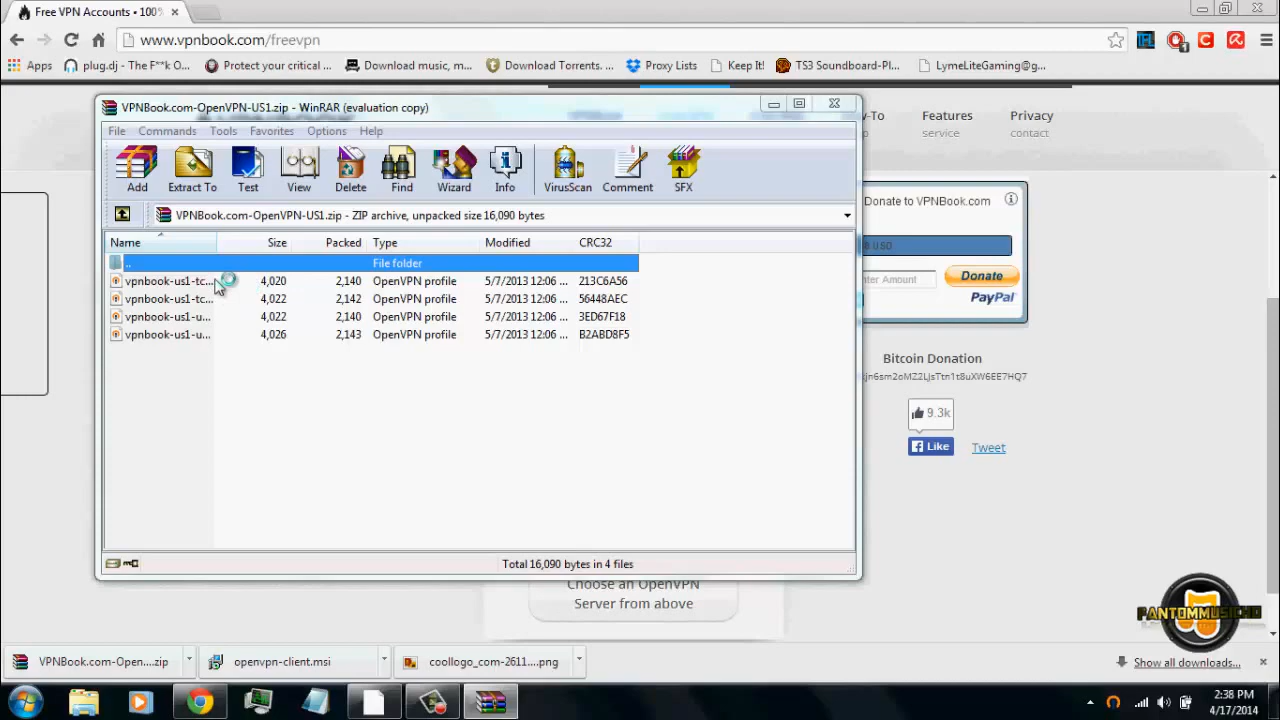 Free VPN Accounts • 100%
www.vpnbook.com/freevpn
Apps
plug.dj - The F**k O...
Protect your critical ...
Download music, m...
Download Torrents. ...
Proxy Lists
Keep It!
TS3 Soundboard-Pl...
LymeLiteGaming@g...
VPNBook.com-OpenVPN-US1.zip - WinRAR (evaluation copy)
File Commands Tools Favorites Options Help
Add Extract To Test View Delete Find Wizard Info VirusScan Comment SFX
VPNBook.com-OpenVPN-US1.zip - ZIP archive, unpacked size 16,090 bytes
Name Size Packed Type Modified CRC32
.. File folder
vpnbook-us1-tc... 4,020 2,140 OpenVPN profile 5/7/2013 12:06 ... 213C6A56
vpnbook-us1-tc... 4,022 2,142 OpenVPN profile 5/7/2013 12:06 ... 56448AEC
vpnbook-us1-u... 4,022 2,140 OpenVPN profile 5/7/2013 12:06 ... 3ED67F18
vpnbook-us1-u... 4,026 2,143 OpenVPN profile 5/7/2013 12:06 ... B2ABD8F5
Total 16,090 bytes in 4 files
w-To
Features
service
Privacy
contact
Donate to VPNBook.com
USD
nter Amount
Donate
PayPal
Bitcoin Donation
jn6sm2oMZ2LjsTtn1t8uXW6EE7HQ7
9.3k
Like
Tweet
Choose an OpenVPN
Server from above
FANTOMMUSICHD
VPNBook.com-Open....zip
openvpn-client.msi
coollogo_com-2611....png
Show all downloads...
2:38 PM
4/17/2014